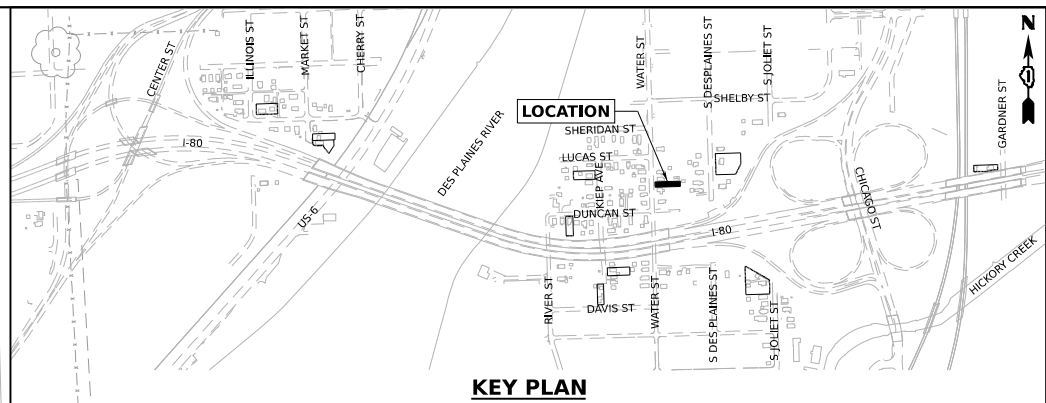 CENTER ST
ILLINOIS ST
MARKET ST
CHERRY ST
I-80
US-6
DES PLAINES RIVER
LOCATION
WATER ST
S DESPLAINES ST
S JOLIET ST
SHELBY ST
SHERIDAN ST
LUCAS ST
KIEP AVE
DUNCAN ST
I-80
CHICAGO ST
GARDNER ST
N
HICKORY CREEK
RIVER ST
DAVIS ST
WATER ST
S DES PLAINES ST
S JOLIET ST
KEY PLAN